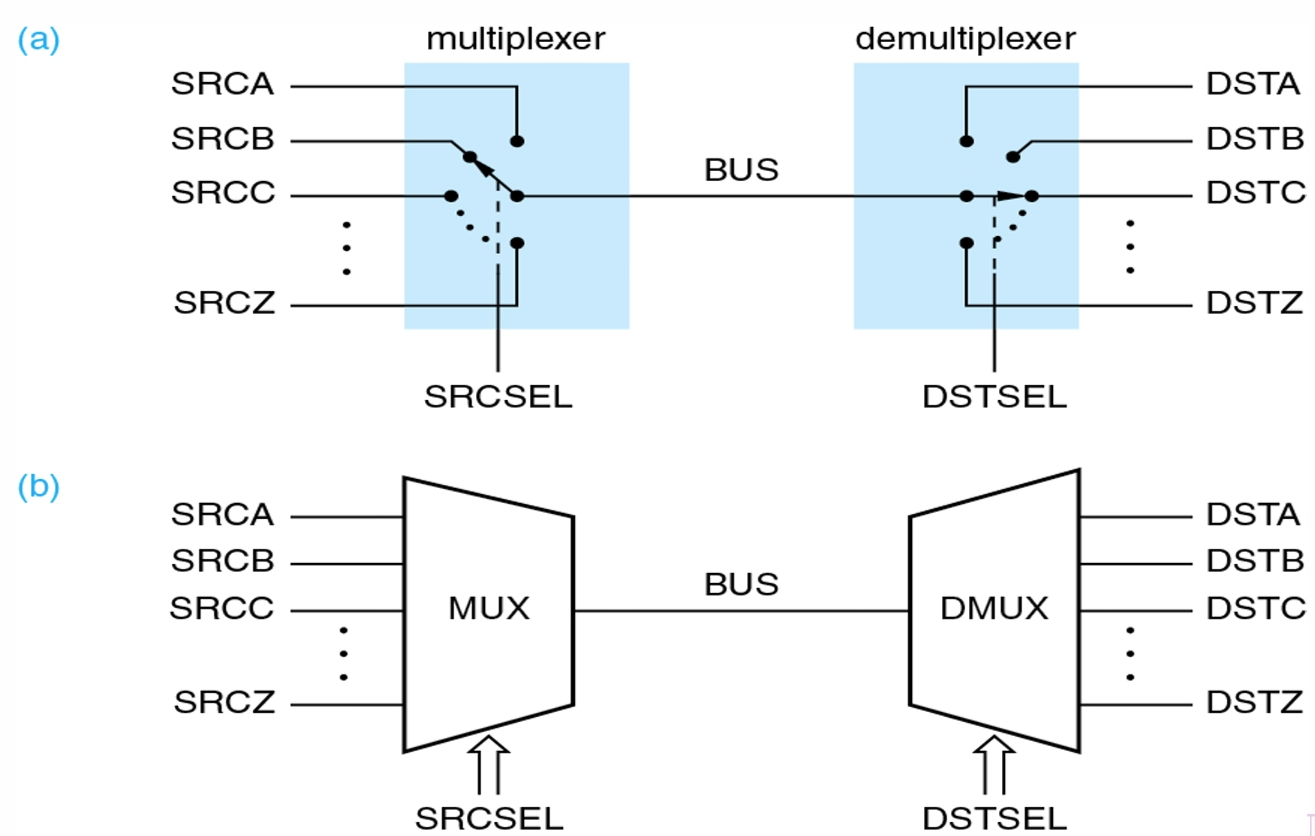 (a)
multiplexer demultiplexer
SRCA DSTA
SRCB DSTB
BUS
SRCC DSTC
SRCZ DSTZ
SRCSEL DSTSEL
(b)
SRCA DSTA
SRCB DSTB
BUS
SRCC MUX DMUX DSTC
SRCZ DSTZ
SRCSEL DSTSEL